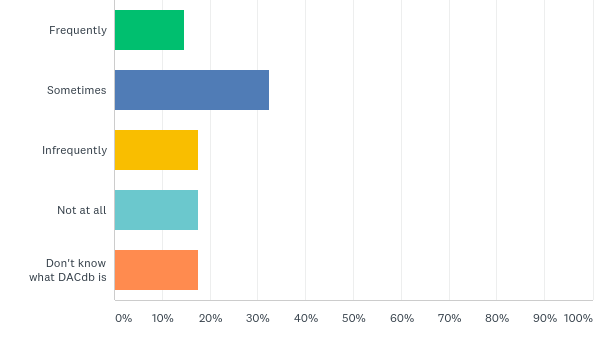 Frequently
Sometimes
Infrequently
Not at all
Don't know
what DACdb is
0% 10% 20% 30% 40% 50% 60% 70% 80% 90% 100%